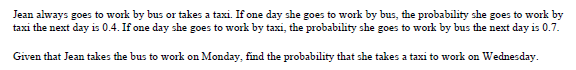 Jean always goes to work by bus or takes a taxi. If one day she goes to work by bus, the probability she goes to work by
taxi the next day is 0.4. If one day she goes to work by taxi, the probability she goes to work by bus the next day is 0.7.
Given that Jean takes the bus to work on Monday, find the probability that she takes a taxi to work on Wednesday.